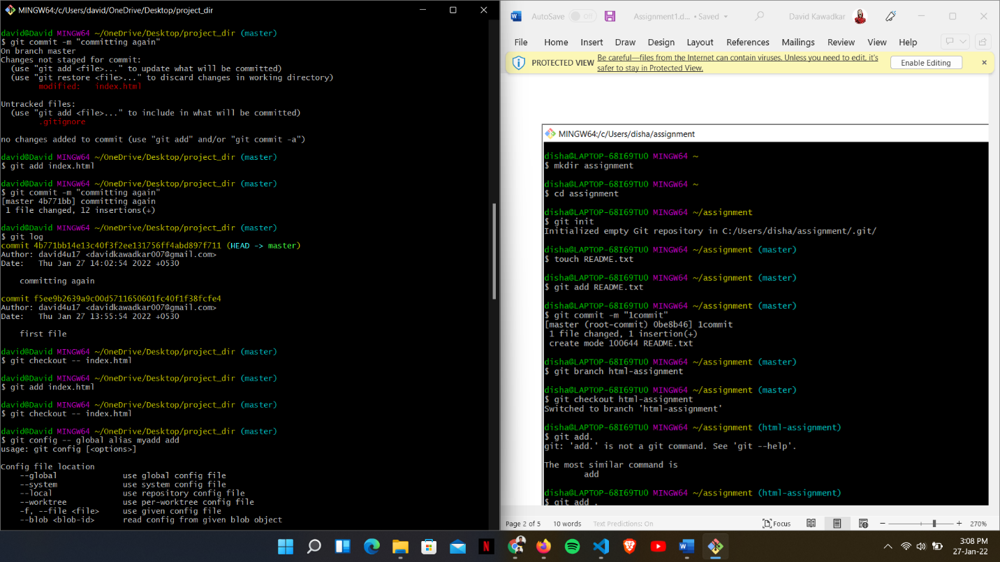 MINGW64:/c/Users/david/OneDrive/Desktop/project_dir
david@David MINGW64 ~/OneDrive/Desktop/project_dir (master)
$ git commit -m "committing again"
On branch master
Changes not staged for commit:
  (use "git add <file>..." to update what will be committed)
  (use "git restore <file>..." to discard changes in working directory)
        modified:   index.html
Untracked files:
  (use "git add <file>..." to include in what will be committed)
        .gitignore
no changes added to commit (use "git add" and/or "git commit -a")
david@David MINGW64 ~/OneDrive/Desktop/project_dir (master)
$ git add index.html
david@David MINGW64 ~/OneDrive/Desktop/project_dir (master)
$ git commit -m "committing again"
[master 4b771bb] committing again
 1 file changed, 12 insertions(+)
david@David MINGW64 ~/OneDrive/Desktop/project_dir (master)
$ git log
commit 4b771bb14e13c40f3f2ee131756ff4abd897f711 (HEAD -> master)
Author: david4u17 <davidkawadkar007@gmail.com>
Date:   Thu Jan 27 14:02:54 2022 +0530
    committing again
commit f5ee9b2639a9c00d5711650601fc40f1f38fcfe4
Author: david4u17 <davidkawadkar007@gmail.com>
Date:   Thu Jan 27 13:55:54 2022 +0530
    first file
david@David MINGW64 ~/OneDrive/Desktop/project_dir (master)
$ git checkout -- index.html
david@David MINGW64 ~/OneDrive/Desktop/project_dir (master)
$ git add index.html
david@David MINGW64 ~/OneDrive/Desktop/project_dir (master)
$ git checkout -- index.html
david@David MINGW64 ~/OneDrive/Desktop/project_dir (master)
$ git config -- global alias myadd add
usage: git config [<options>]
Config file location
    --global              use global config file
    --system              use system config file
    --local               use repository config file
    --worktree            use per-worktree config file
    -f, --file <file>     use given config file
    --blob <blob-id>      read config from given blob object
AutoSave Off Assignment1.d... • Saved David Kawadkar
File Home Insert Draw Design Layout References Mailings Review View Help
PROTECTED VIEW Be careful—files from the Internet can contain viruses. Unless you need to edit, it's
safer to stay in Protected View.
Enable Editing
MINGW64:/c/Users/disha/assignment
disha@LAPTOP-68I69TU0 MINGW64 ~
$ mkdir assignment
disha@LAPTOP-68I69TU0 MINGW64 ~
$ cd assignment
disha@LAPTOP-68I69TU0 MINGW64 ~/assignment
$ git init
Initialized empty Git repository in C:/Users/disha/assignment/.git/
disha@LAPTOP-68I69TU0 MINGW64 ~/assignment (master)
$ touch README.txt
disha@LAPTOP-68I69TU0 MINGW64 ~/assignment (master)
$ git add README.txt
disha@LAPTOP-68I69TU0 MINGW64 ~/assignment (master)
$ git commit -m "1commit"
[master (root-commit) 0be8b46] 1commit
 1 file changed, 1 insertion(+)
 create mode 100644 README.txt
disha@LAPTOP-68I69TU0 MINGW64 ~/assignment (master)
$ git branch html-assignment
disha@LAPTOP-68I69TU0 MINGW64 ~/assignment (master)
$ git checkout html-assignment
Switched to branch 'html-assignment'
disha@LAPTOP-68I69TU0 MINGW64 ~/assignment (html-assignment)
$ git add.
git: 'add.' is not a git command. See 'git --help'.
The most similar command is
        add
disha@LAPTOP-68I69TU0 MINGW64 ~/assignment (html-assignment)
$ git add .
Page 2 of 5 10 words Text Predictions: On Focus 270%
3:08 PM
27-Jan-22